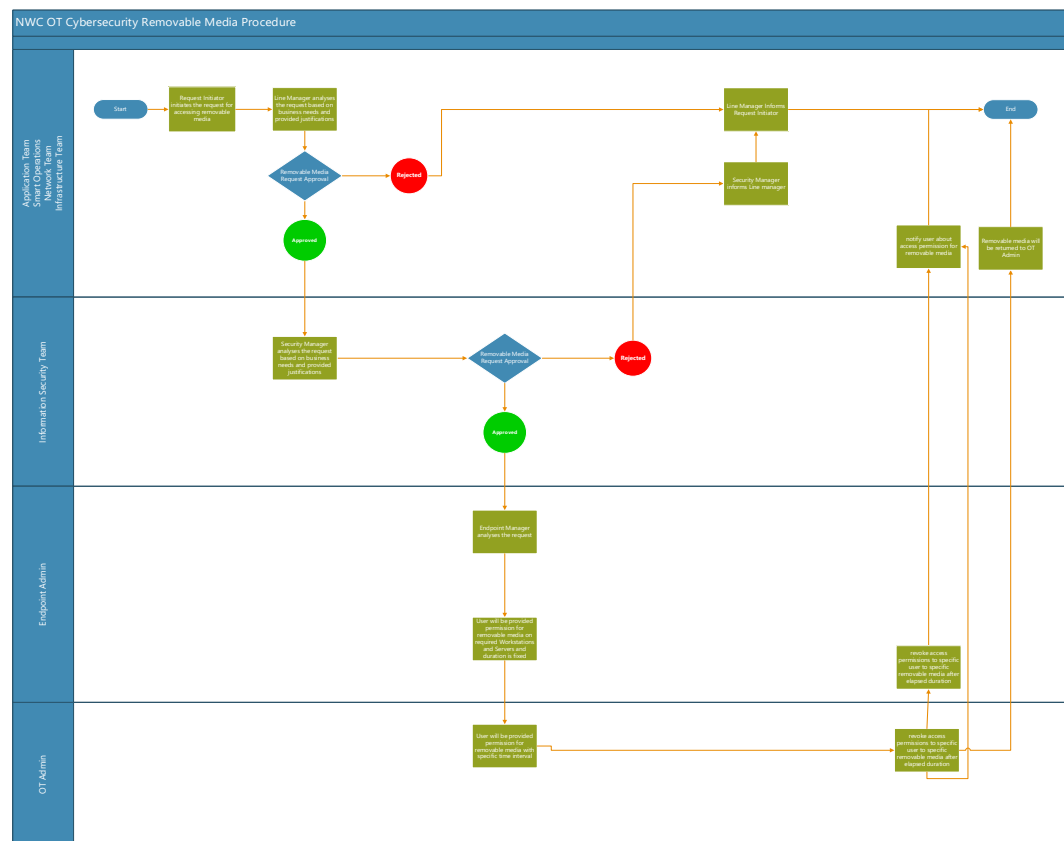 NWC OT Cybersecurity Removable Media Procedure
Application Team
Smart Operations
Network Team
Infrastructure Team
Start
Request Initiator
initiates the request for
accessing removable
media
Line Manager analyses
the request based on
business needs and
provided justifications
Removable Media
Request Approval
Rejected
Approved
Line Manager Informs
Request Initiator
Security Manager
informs Line manager
End
notify user about
access permission for
removable media
Removable media will
be returned to OT
Admin
Information Security Team
Security Manager
analyses the request
based on business
needs and provided
justifications
Removable Media
Request Approval
Rejected
Approved
Endpoint Admin
Endpoint Manager
analyses the request
User will be provided
permission for
removable media on
required Workstations
and Servers and
duration is fixed
revoke access
permissions to specific
user to specific
removable media after
elapsed duration
OT Admin
User will be provided
permission for
removable media with
specific time interval
revoke access
permissions to specific
user to specific
removable media after
elapsed duration